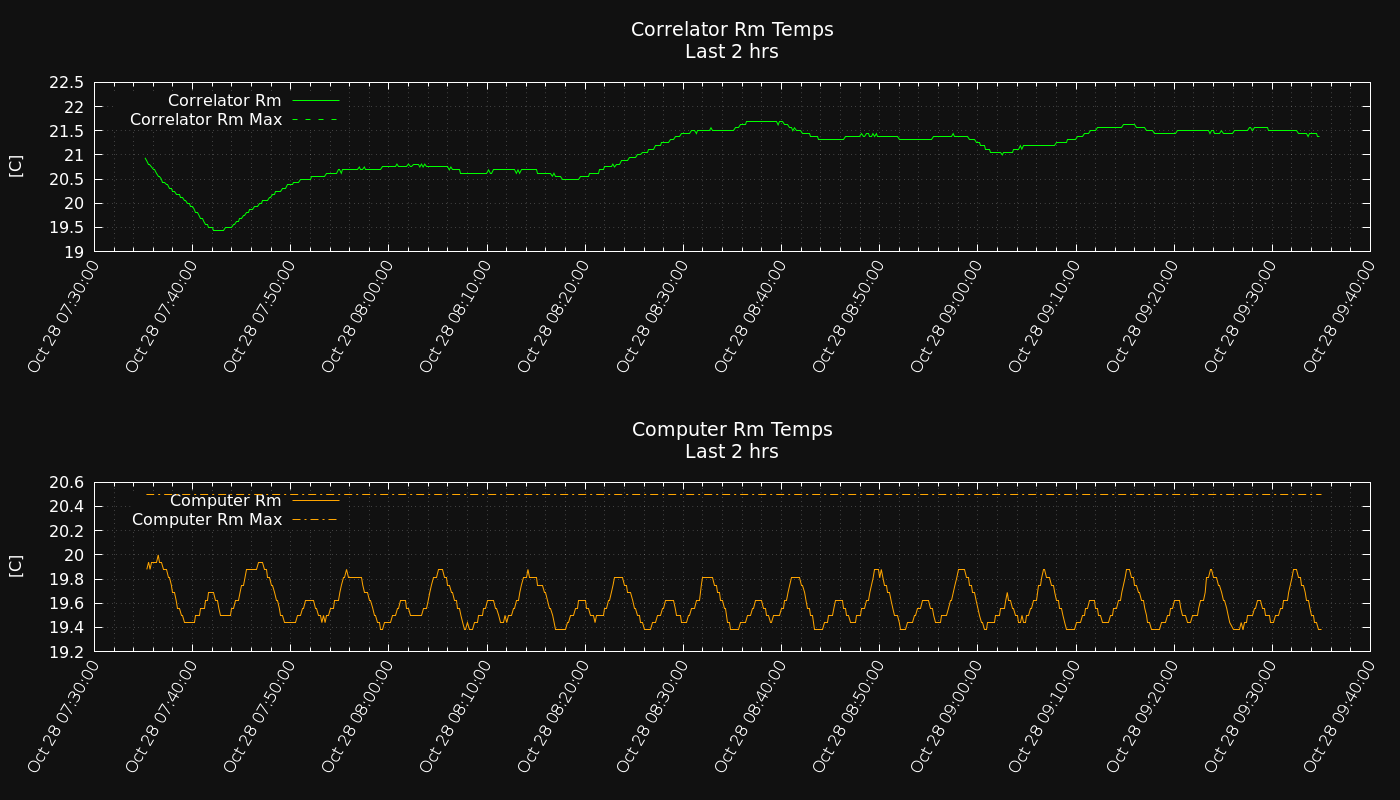 Correlator Rm Temps
Last 2 hrs
22.5
22
21.5
21
20.5
20
19.5
19
[C]
Correlator Rm
Correlator Rm Max
Oct 28 07:30:00
Oct 28 07:40:00
Oct 28 07:50:00
Oct 28 08:00:00
Oct 28 08:10:00
Oct 28 08:20:00
Oct 28 08:30:00
Oct 28 08:40:00
Oct 28 08:50:00
Oct 28 09:00:00
Oct 28 09:10:00
Oct 28 09:20:00
Oct 28 09:30:00
Oct 28 09:40:00
Computer Rm Temps
Last 2 hrs
20.6
20.4
20.2
20
19.8
19.6
19.4
19.2
[C]
Computer Rm
Computer Rm Max
Oct 28 07:30:00
Oct 28 07:40:00
Oct 28 07:50:00
Oct 28 08:00:00
Oct 28 08:10:00
Oct 28 08:20:00
Oct 28 08:30:00
Oct 28 08:40:00
Oct 28 08:50:00
Oct 28 09:00:00
Oct 28 09:10:00
Oct 28 09:20:00
Oct 28 09:30:00
Oct 28 09:40:00